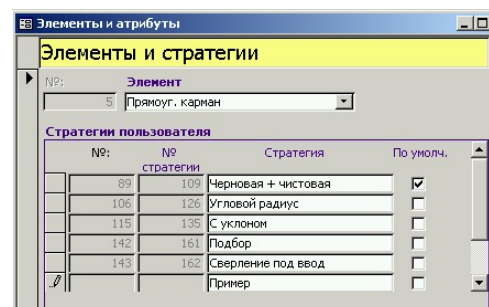 Элементы и атрибуты
Элементы и стратегии
№: Элемент
5 Прямоуг. карман
Стратегии пользователя
№: № стратегии Стратегия По умолч.
89 109 Черновая + чистовая
106 126 Угловой радиус
115 135 С уклоном
142 161 Подбор
143 162 Сверление под ввод
Пример